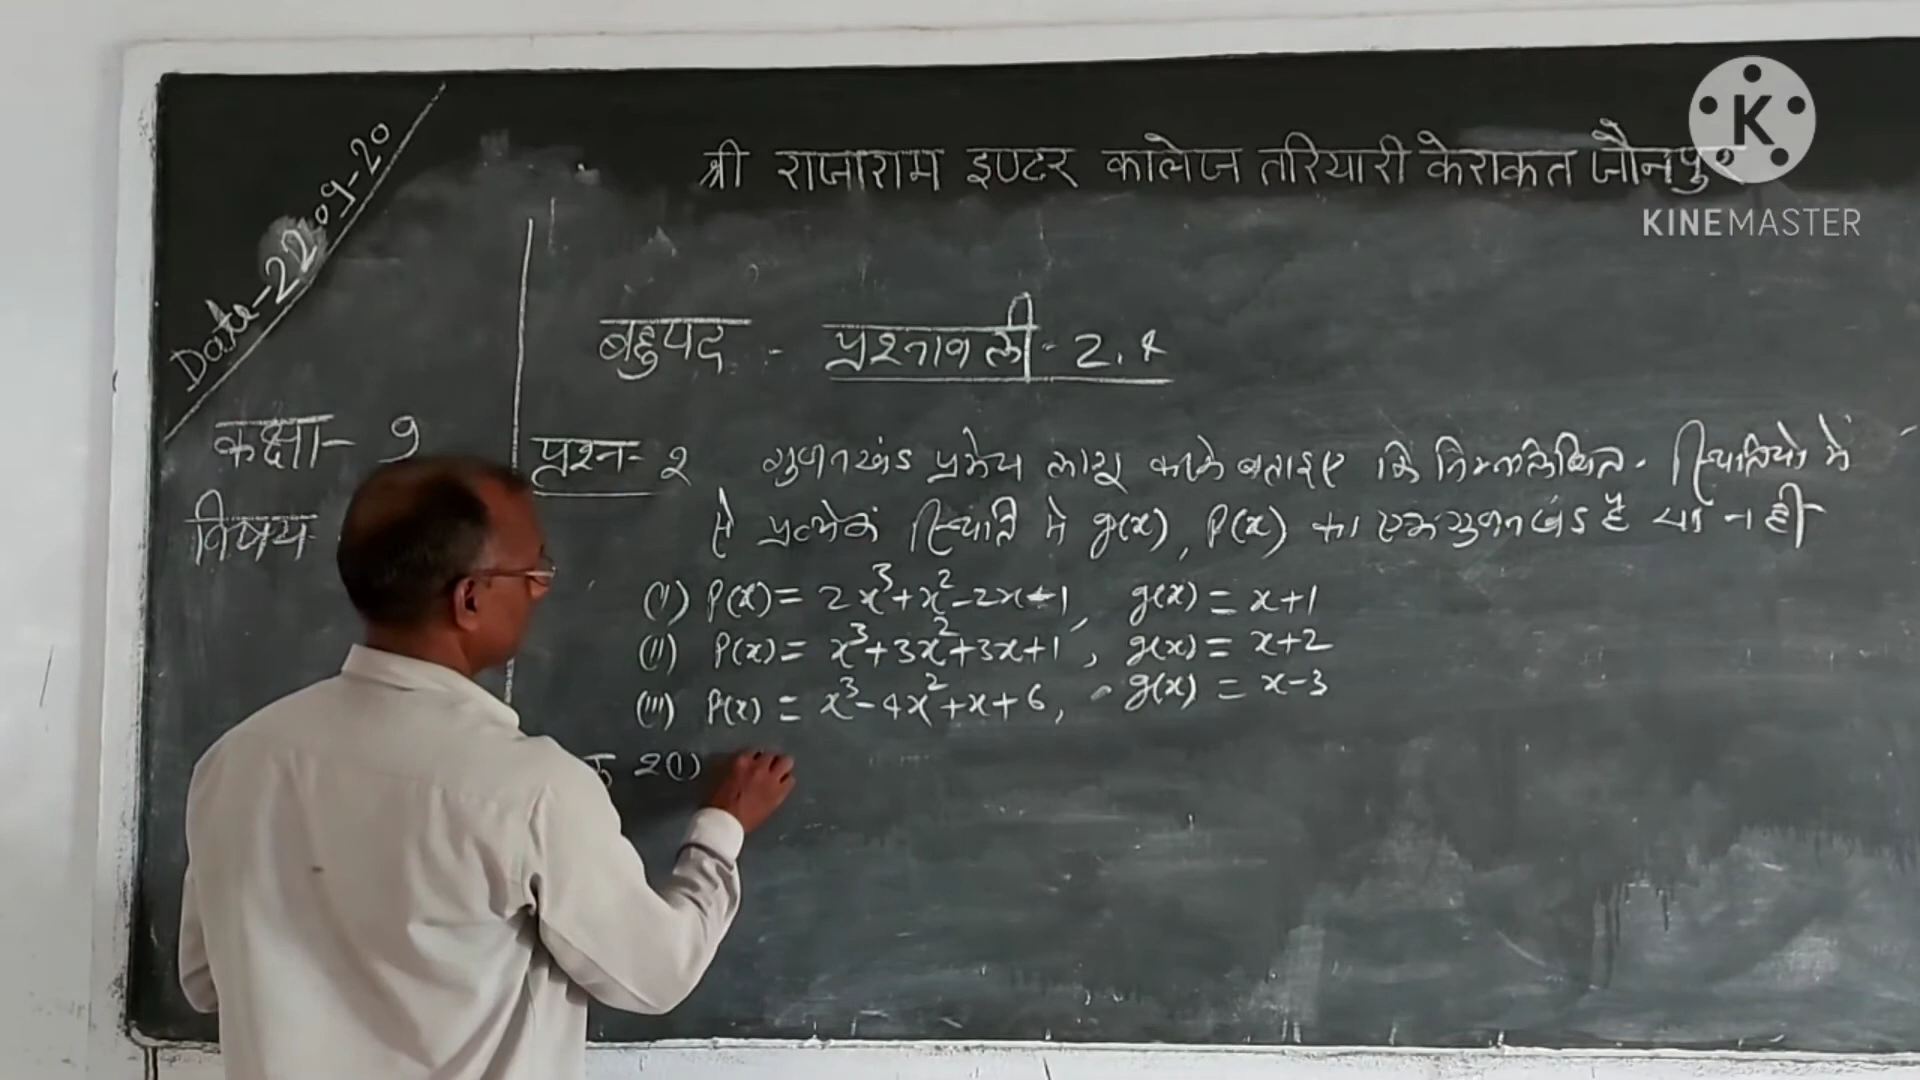 श्री राजाराम इण्टर कालेज तरियारी केराकत जौनपुर
KINEMASTER
Date-22.09-20
बहुपद - प्रश्नावली - 2.4
कक्षा- 9
विषय
प्रश्न- 2 गुणनखंड प्रमेय लागू करके बताइए कि निम्नलिखित स्थितियों में
से प्रत्येक स्थिति में g(x), P(x) का एक गुणनखंड है या नहीं
(i) P(x) = 2x³+x²-2x-1, g(x) = x+1
(ii) P(x) = x³+3x²+3x+1, g(x) = x+2
(iii) P(x) = x³-4x²+x+6, g(x) = x-3
2(i)